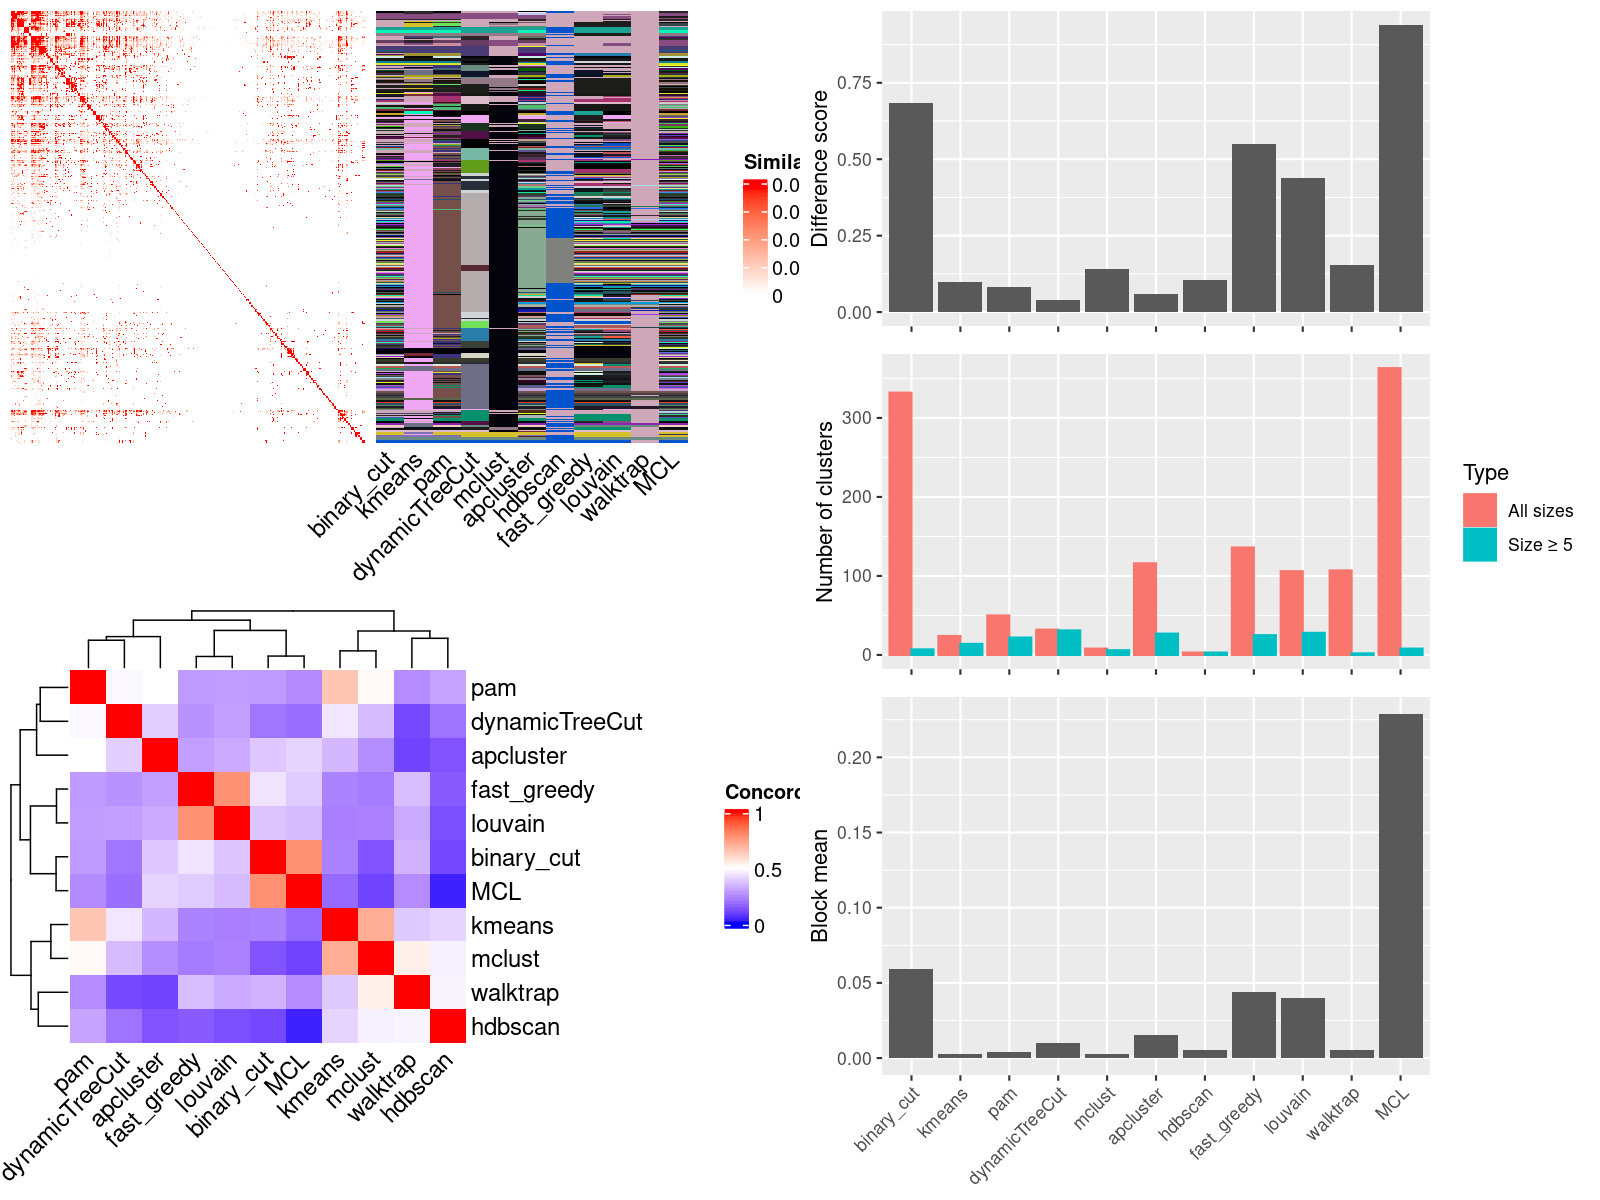 Simila
0.0
0.0
0.0
0.0
0
binary_cut
kmeans
pam
dynamicTreeCut
mclust
apcluster
hdbscan
fast_greedy
louvain
walktrap
MCL
pam
dynamicTreeCut
apcluster
fast_greedy
louvain
binary_cut
MCL
kmeans
mclust
walktrap
hdbscan
pam
dynamicTreeCut
apcluster
fast_greedy
louvain
binary_cut
MCL
kmeans
mclust
walktrap
hdbscan
Concord
1
0.5
0
Difference score
0.75
0.50
0.25
0.00
Number of clusters
300
200
100
0
Type
All sizes
Size ≥ 5
Block mean
0.20
0.15
0.10
0.05
0.00
binary_cut
kmeans
pam
dynamicTreeCut
mclust
apcluster
hdbscan
fast_greedy
louvain
walktrap
MCL